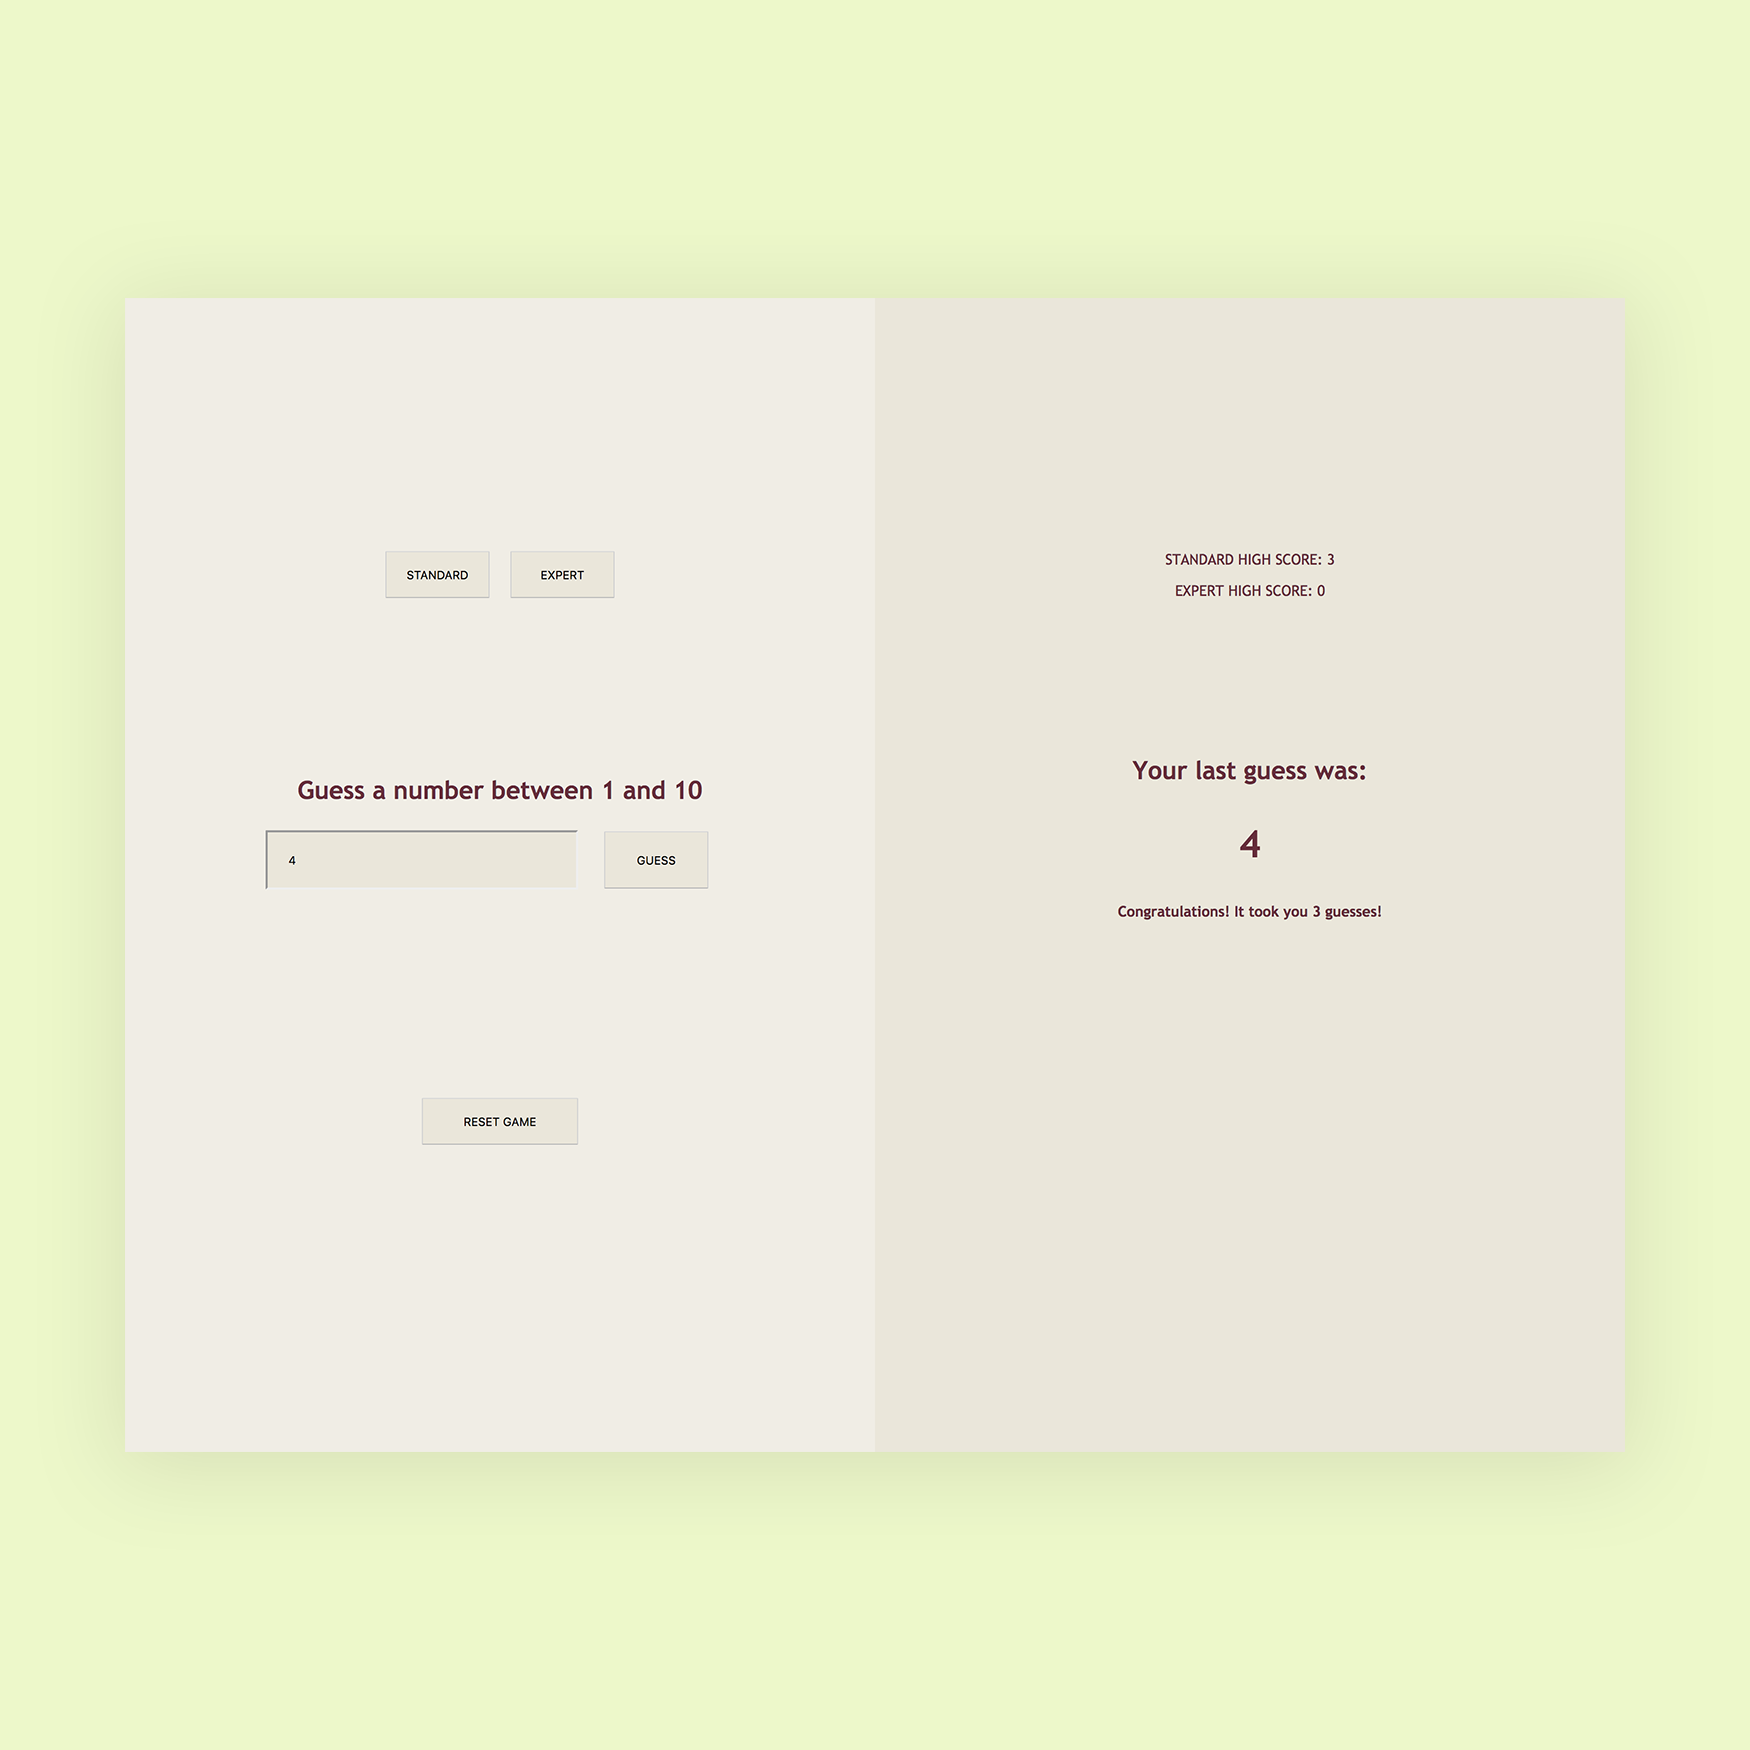 STANDARD EXPERT
Guess a number between 1 and 10
4 GUESS
RESET GAME
STANDARD HIGH SCORE: 3
EXPERT HIGH SCORE: 0
Your last guess was:
4
Congratulations! It took you 3 guesses!